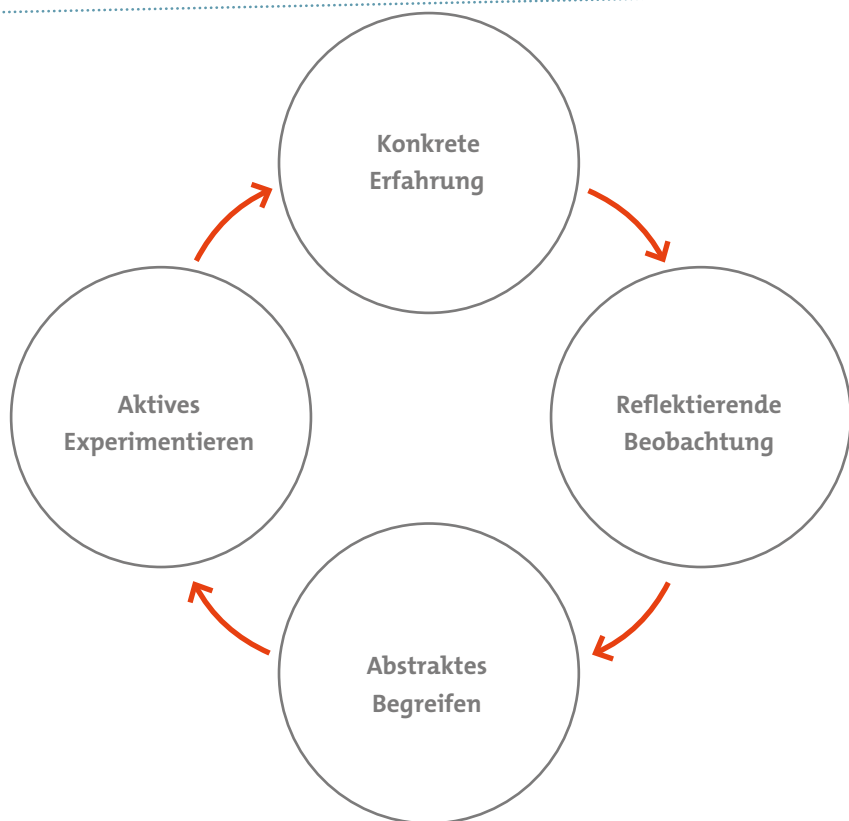 Konkrete
Erfahrung
Reflektierende
Beobachtung
Abstraktes
Begreifen
Aktives
Experimentieren